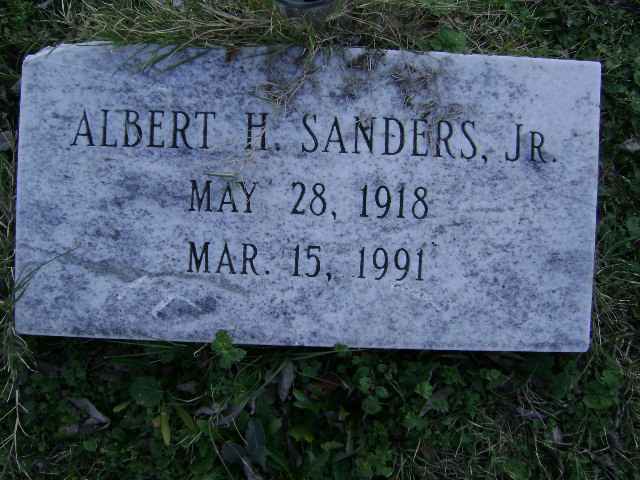 ALBERT H. SANDERS, JR.
MAY 28, 1918
MAR. 15, 1991